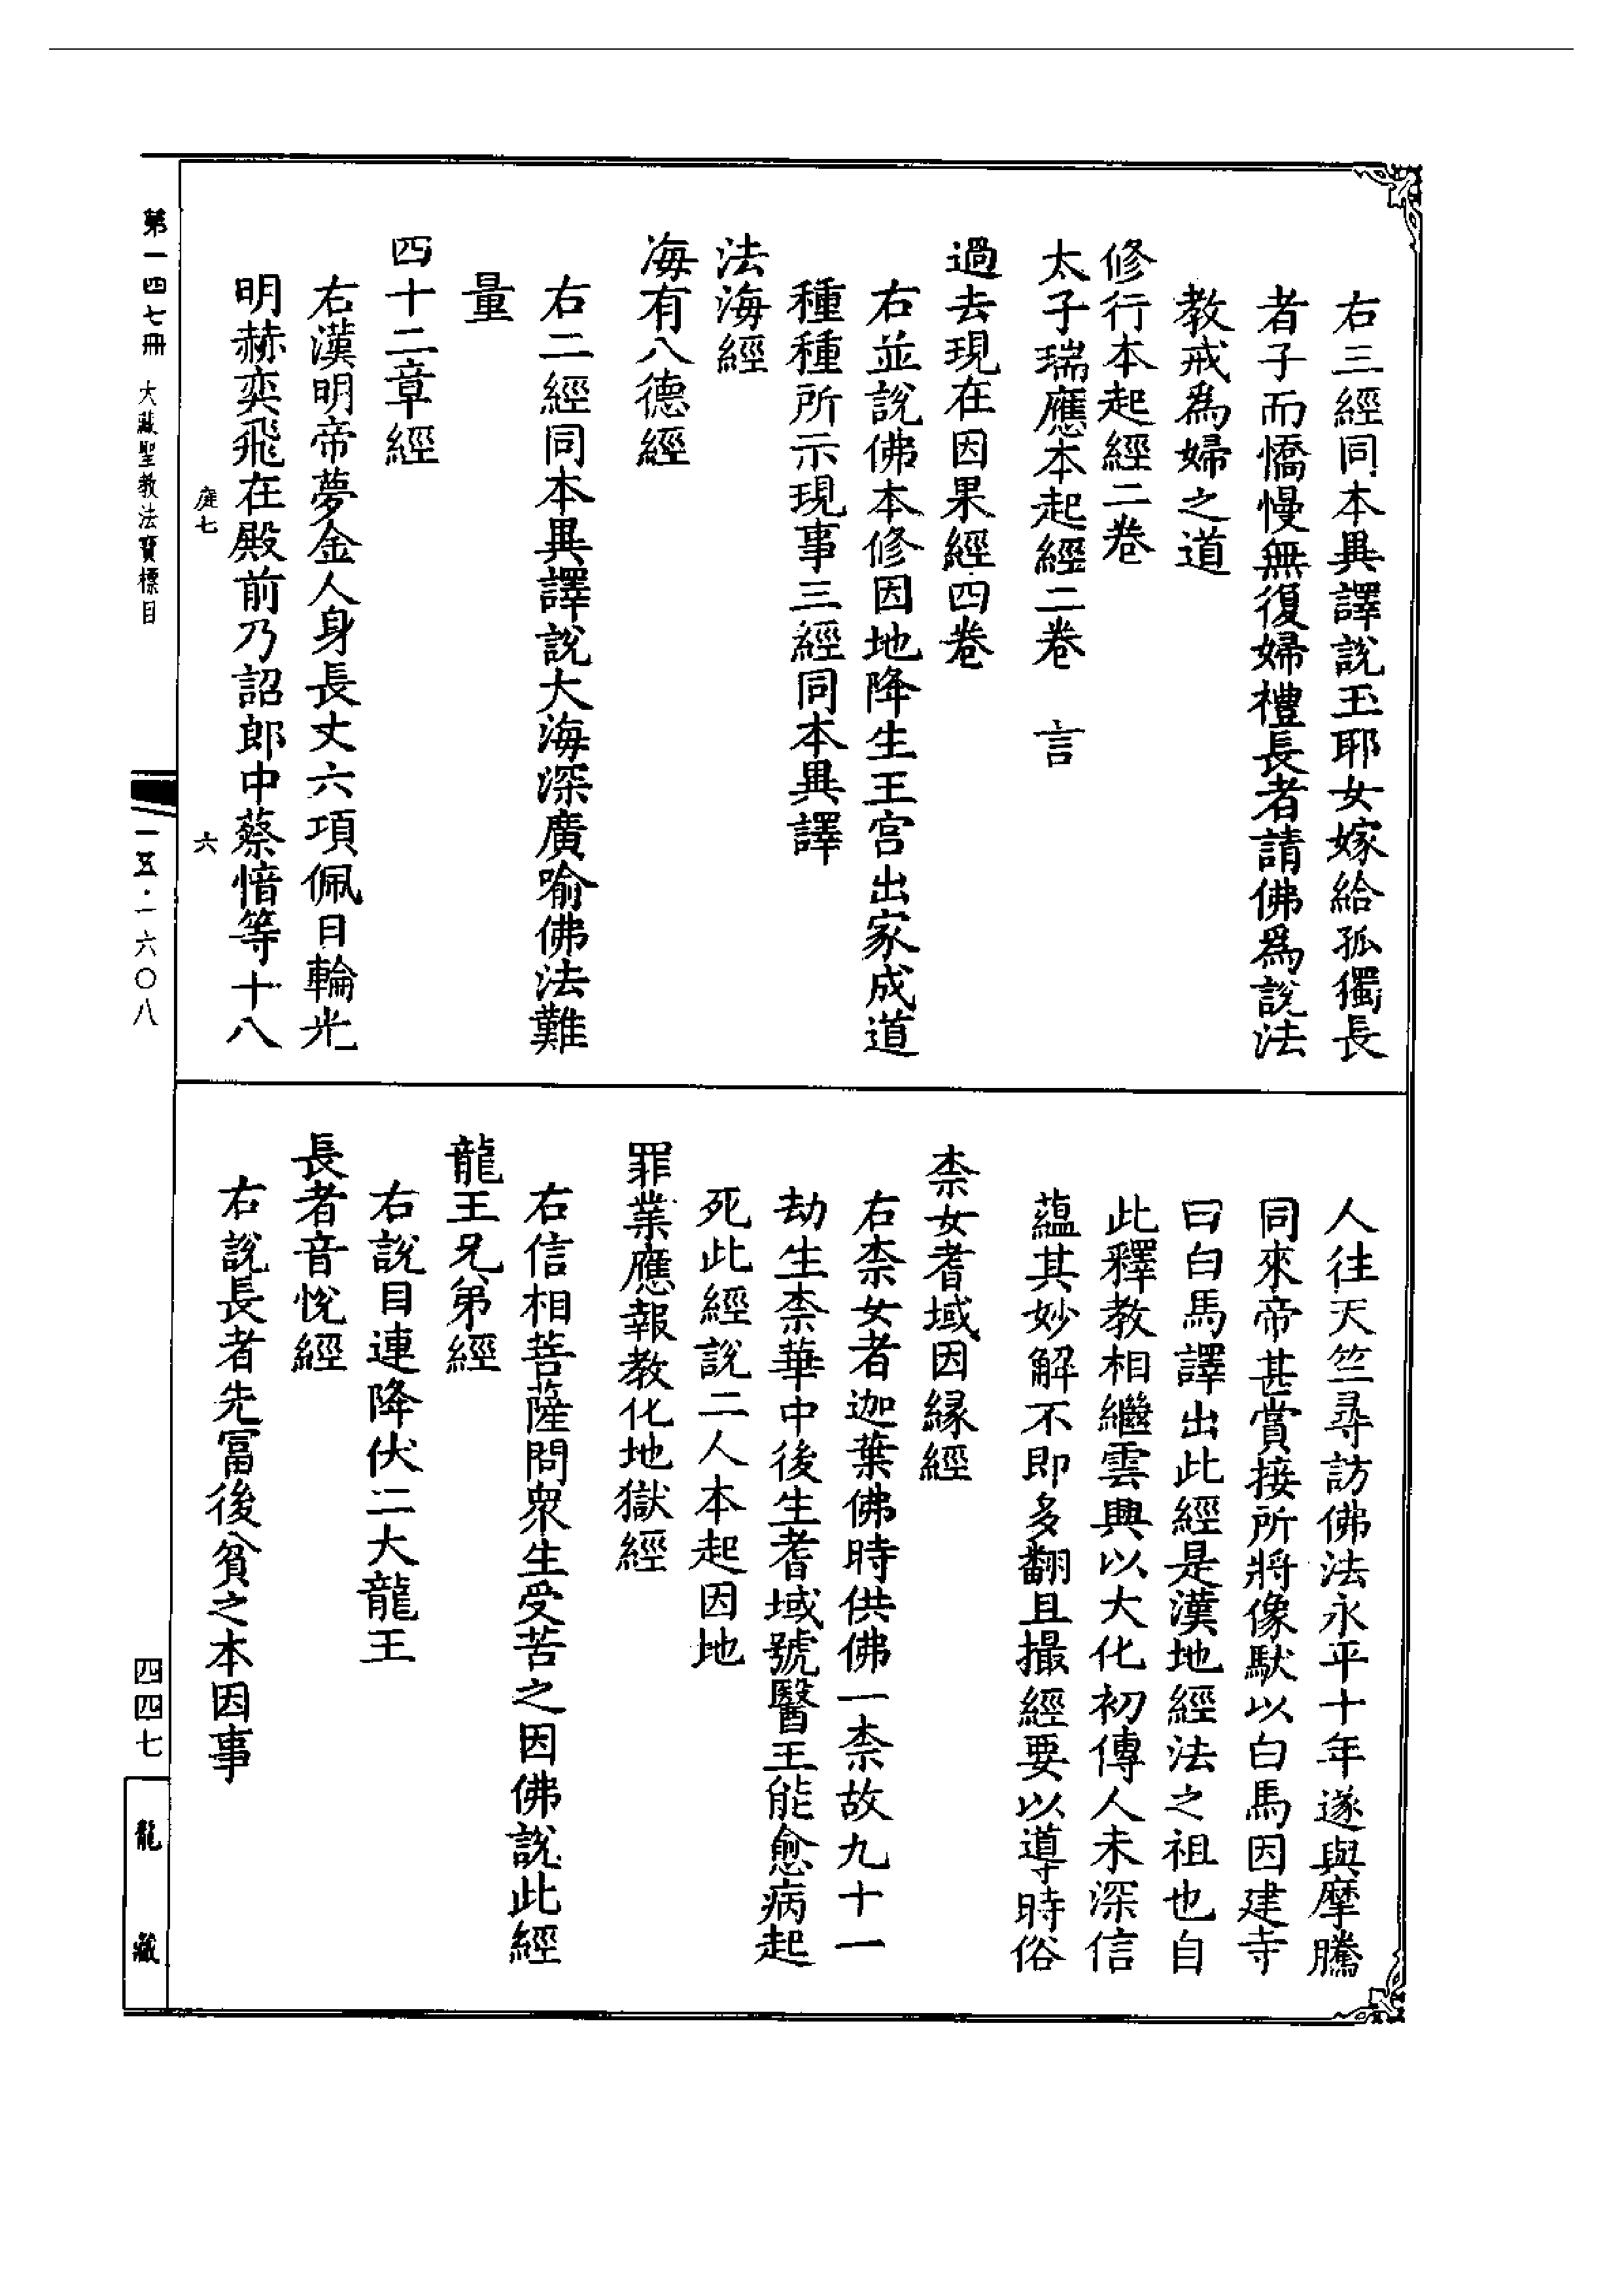 右三經同本異譯説玉耶女嫁給孤獨長
者子而憍慢無復婦禮長者請佛爲説法
教戒為婦之道
修行本起經二卷
太子瑞應本起經二卷　言
過去現在因果經四卷
右並説佛本修因地降生王宮出家成道
種種所示現事三經同本異譯
法海經
海有八德經
右二經同本異譯説大海深廣喻佛法難
量
四十二章經
右漢明帝夢金人身長丈六項佩日輪光
明赫奕飛在殿前乃詔郎中蔡愔等十八
人往天竺尋訪佛法永平十年遂與摩騰
同來帝甚賞接所將像馱以白馬因建寺
曰白馬譯出此經是漢地經法之祖也自
此釋教相繼雲興以大化初傳人未深信
蘊其妙解不即多翻且撮經要以導時俗
柰女耆域因緣經
右柰女者迦葉佛時供佛一柰故九十一
劫生柰華中後生耆域號醫王能愈病起
死此經説二人本起因地
罪業應報教化地獄經
右信相菩薩問衆生受苦之因佛説此經
龍王兄弟經
右説目連降伏二大龍王
長者音悅經
右説長者先富後貧之本因事
庭七　六
第一四七冊　大藏聖教法寶標目　一五·一六〇八　四四七　龍藏